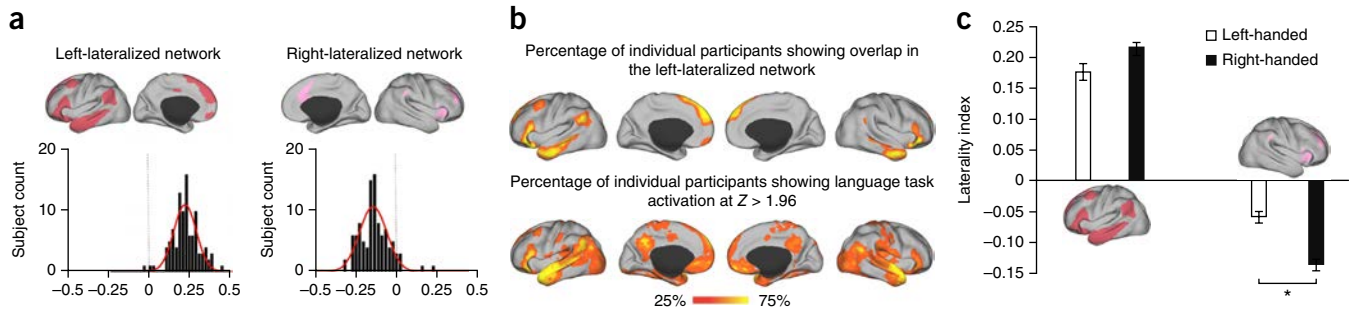 a
Left-lateralized network
Right-lateralized network
Subject count
20
10
0
–0.5 –0.25 0 0.25 0.5
Subject count
20
10
0
–0.5 –0.25 0 0.25 0.5
b
Percentage of individual participants showing overlap in
the left-lateralized network
Percentage of individual participants showing language task
activation at Z > 1.96
25% 75%
c
Laterality index
0.25
0.20
0.15
0.10
0.05
0
–0.05
–0.10
–0.15
Left-handed
Right-handed
*